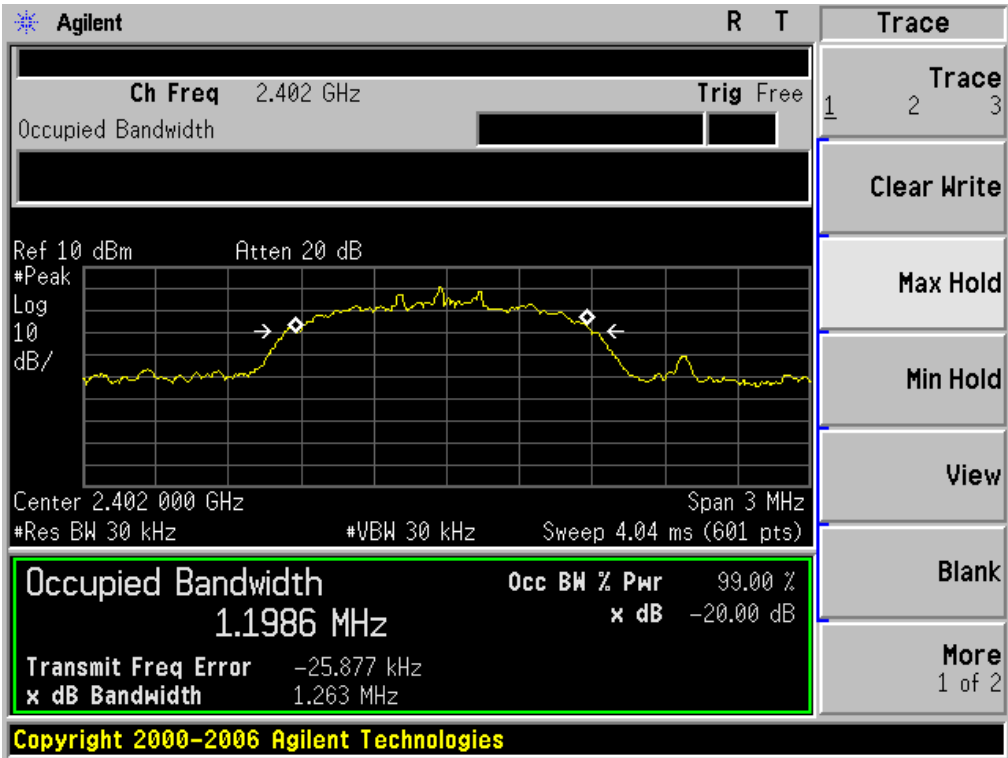 Agilent R T
Ch Freq 2.402 GHz Trig Free
Occupied Bandwidth
Ref 10 dBm Atten 20 dB
#Peak
Log
10
dB/
Center 2.402 000 GHz Span 3 MHz
#Res BW 30 kHz #VBW 30 kHz Sweep 4.04 ms (601 pts)
Occupied Bandwidth Occ BW % Pwr 99.00 %
1.1986 MHz x dB -20.00 dB
Transmit Freq Error -25.877 kHz
x dB Bandwidth 1.263 MHz
Copyright 2000-2006 Agilent Technologies
Trace
Trace
1 2 3
Clear Write
Max Hold
Min Hold
View
Blank
More
1 of 2